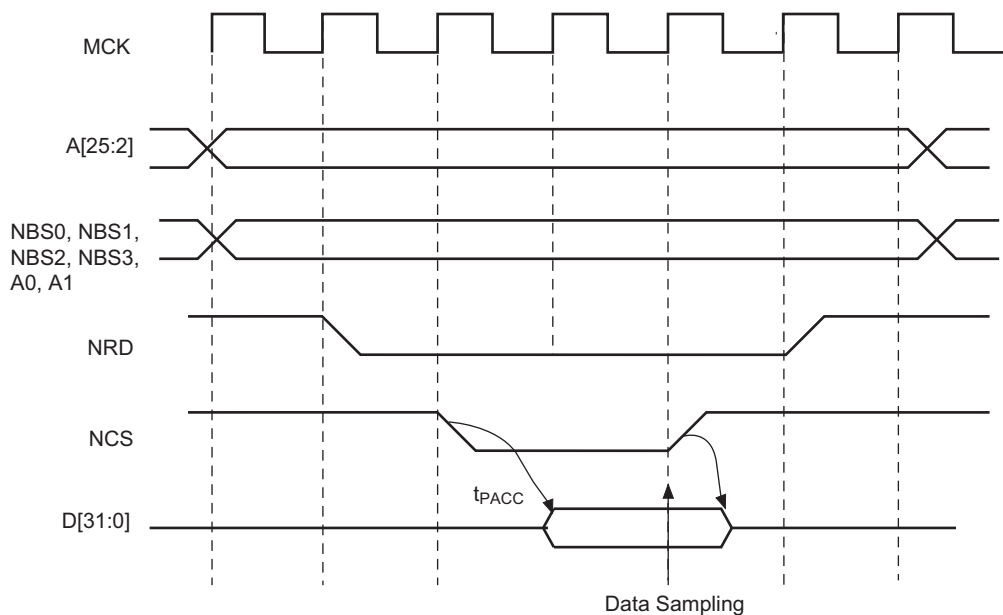 MCK
A[25:2]
NBS0, NBS1,
NBS2, NBS3,
A0, A1
NRD
NCS
tPACC
D[31:0]
Data Sampling